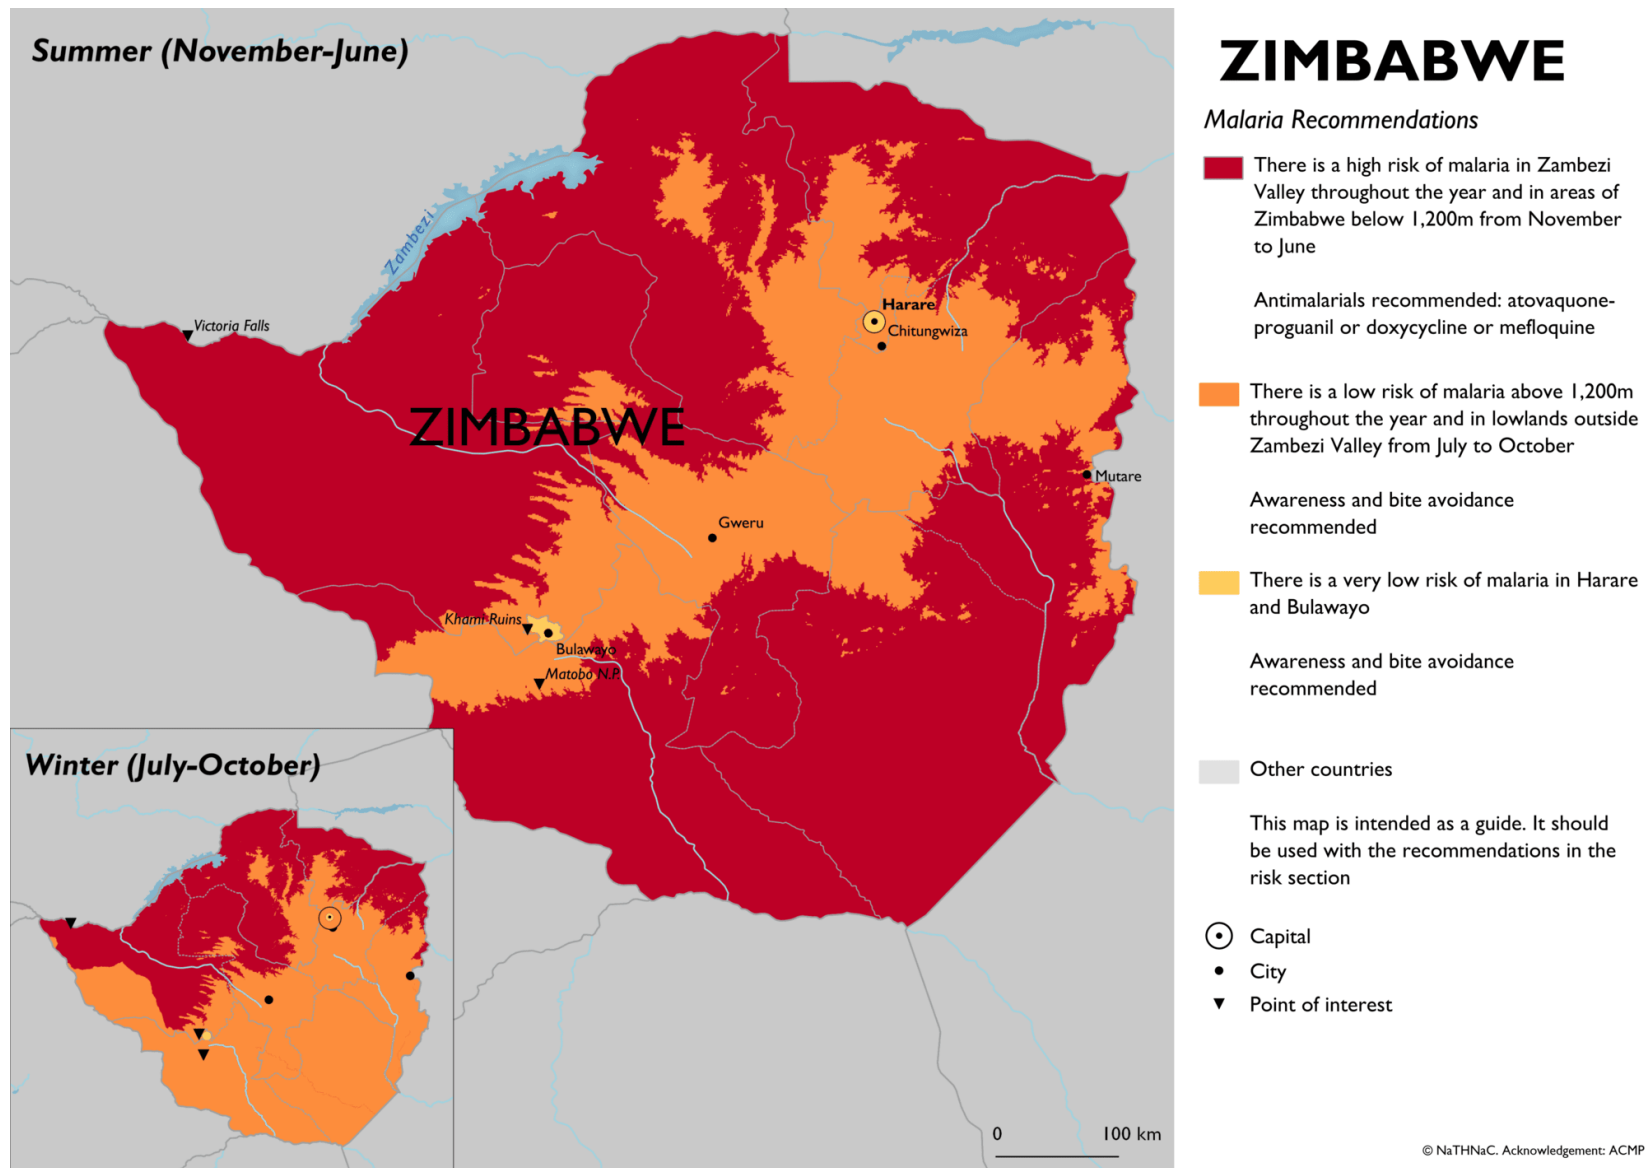 Summer (November-June)
Zambezi
Victoria Falls
Harare
Chitungwiza
ZIMBABWE
Mutare
Gweru
Khami Ruins
Bulawayo
Matobo N.P.
Winter (July-October)
0 100 km
ZIMBABWE
Malaria Recommendations
There is a high risk of malaria in Zambezi
Valley throughout the year and in areas of
Zimbabwe below 1,200m from November
to June
Antimalarials recommended: atovaquone-
proguanil or doxycycline or mefloquine
There is a low risk of malaria above 1,200m
throughout the year and in lowlands outside
Zambezi Valley from July to October
Awareness and bite avoidance
recommended
There is a very low risk of malaria in Harare
and Bulawayo
Awareness and bite avoidance
recommended
Other countries
This map is intended as a guide. It should
be used with the recommendations in the
risk section
Capital
City
Point of interest
© NaTHNaC. Acknowledgement: ACMP